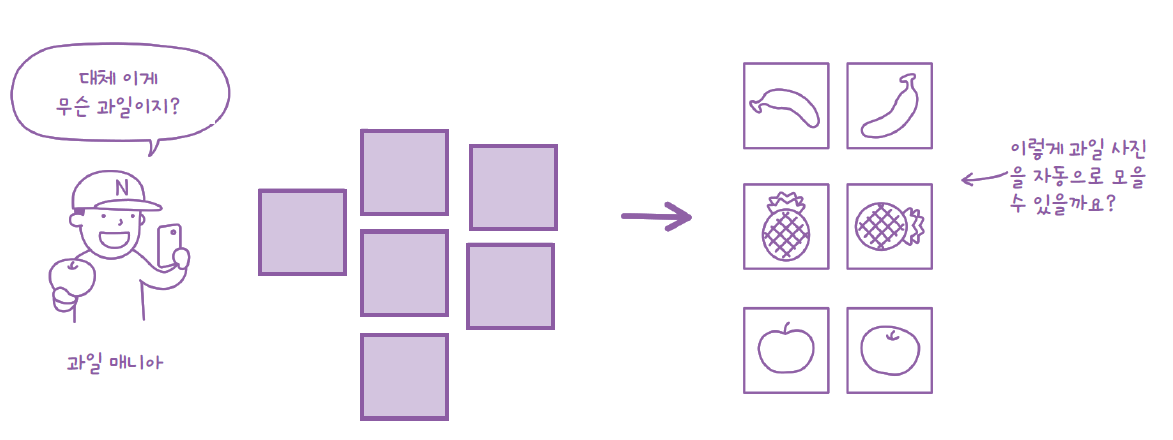 대체 이게
무슨 과일이지?
N
과일 매니아
이렇게 과일 사진
을 자동으로 모을
수 있을까요?